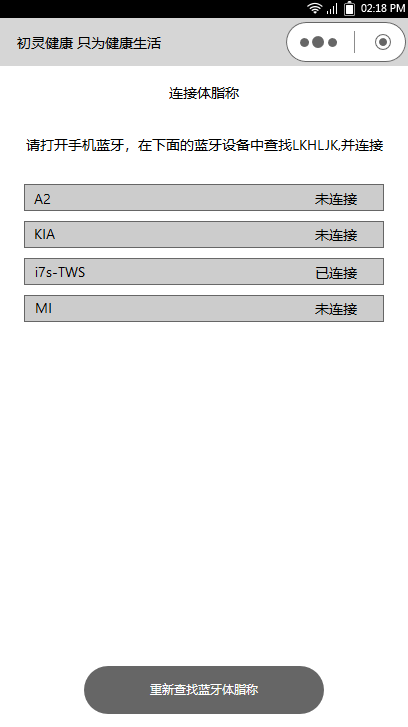 02:18 PM
初灵健康 只为健康生活
连接体脂称
请打开手机蓝牙，在下面的蓝牙设备中查找LKHLJK,并连接
A2 未连接
KIA 未连接
i7s-TWS 已连接
MI 未连接
重新查找蓝牙体脂称